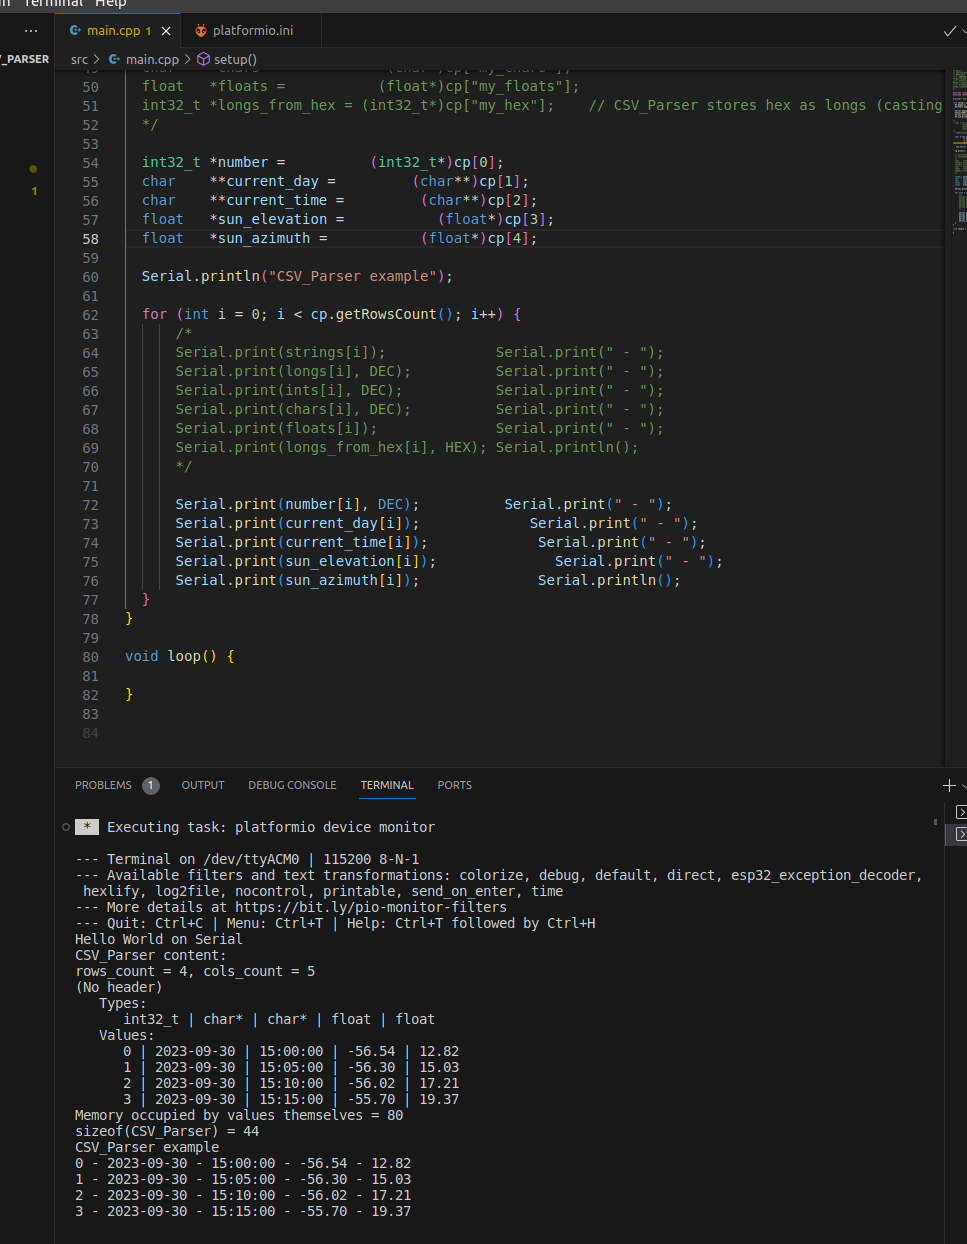 Terminal Help
main.cpp 1 platformio.ini
_PARSER src > main.cpp > setup()
50 float *floats = (float*)cp["my_floats"];
51 int32_t *longs_from_hex = (int32_t*)cp["my_hex"]; // CSV_Parser stores hex as longs (casting
52 */
53
54 int32_t *number = (int32_t*)cp[0];
55 char **current_day = (char**)cp[1];
56 char **current_time = (char**)cp[2];
57 float *sun_elevation = (float*)cp[3];
58 float *sun_azimuth = (float*)cp[4];
59
60 Serial.println("CSV_Parser example");
61
62 for (int i = 0; i < cp.getRowsCount(); i++) {
63 /*
64 Serial.print(strings[i]); Serial.print(" - ");
65 Serial.print(longs[i], DEC); Serial.print(" - ");
66 Serial.print(ints[i], DEC); Serial.print(" - ");
67 Serial.print(chars[i], DEC); Serial.print(" - ");
68 Serial.print(floats[i]); Serial.print(" - ");
69 Serial.print(longs_from_hex[i], HEX); Serial.println();
70 */
71
72 Serial.print(number[i], DEC); Serial.print(" - ");
73 Serial.print(current_day[i]); Serial.print(" - ");
74 Serial.print(current_time[i]); Serial.print(" - ");
75 Serial.print(sun_elevation[i]); Serial.print(" - ");
76 Serial.print(sun_azimuth[i]); Serial.println();
77 }
78 }
79
80 void loop() {
81
82 }
83
84
1
PROBLEMS 1 OUTPUT DEBUG CONSOLE TERMINAL PORTS
* Executing task: platformio device monitor
--- Terminal on /dev/ttyACM0 | 115200 8-N-1
--- Available filters and text transformations: colorize, debug, default, direct, esp32_exception_decoder,
hexlify, log2file, nocontrol, printable, send_on_enter, time
--- More details at https://bit.ly/pio-monitor-filters
--- Quit: Ctrl+C | Menu: Ctrl+T | Help: Ctrl+T followed by Ctrl+H
Hello World on Serial
CSV_Parser content:
rows_count = 4, cols_count = 5
(No header)
Types:
int32_t | char* | char* | float | float
Values:
0 | 2023-09-30 | 15:00:00 | -56.54 | 12.82
1 | 2023-09-30 | 15:05:00 | -56.30 | 15.03
2 | 2023-09-30 | 15:10:00 | -56.02 | 17.21
3 | 2023-09-30 | 15:15:00 | -55.70 | 19.37
Memory occupied by values themselves = 80
sizeof(CSV_Parser) = 44
CSV_Parser example
0 - 2023-09-30 - 15:00:00 - -56.54 - 12.82
1 - 2023-09-30 - 15:05:00 - -56.30 - 15.03
2 - 2023-09-30 - 15:10:00 - -56.02 - 17.21
3 - 2023-09-30 - 15:15:00 - -55.70 - 19.37